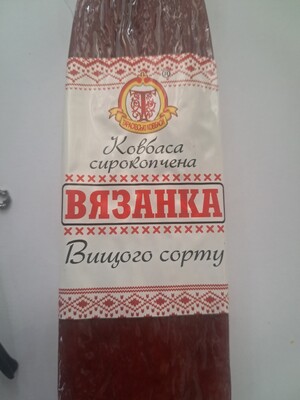 Т
Ковбаса
сирокопчена
ВЯЗАНКА
Вищого сорту